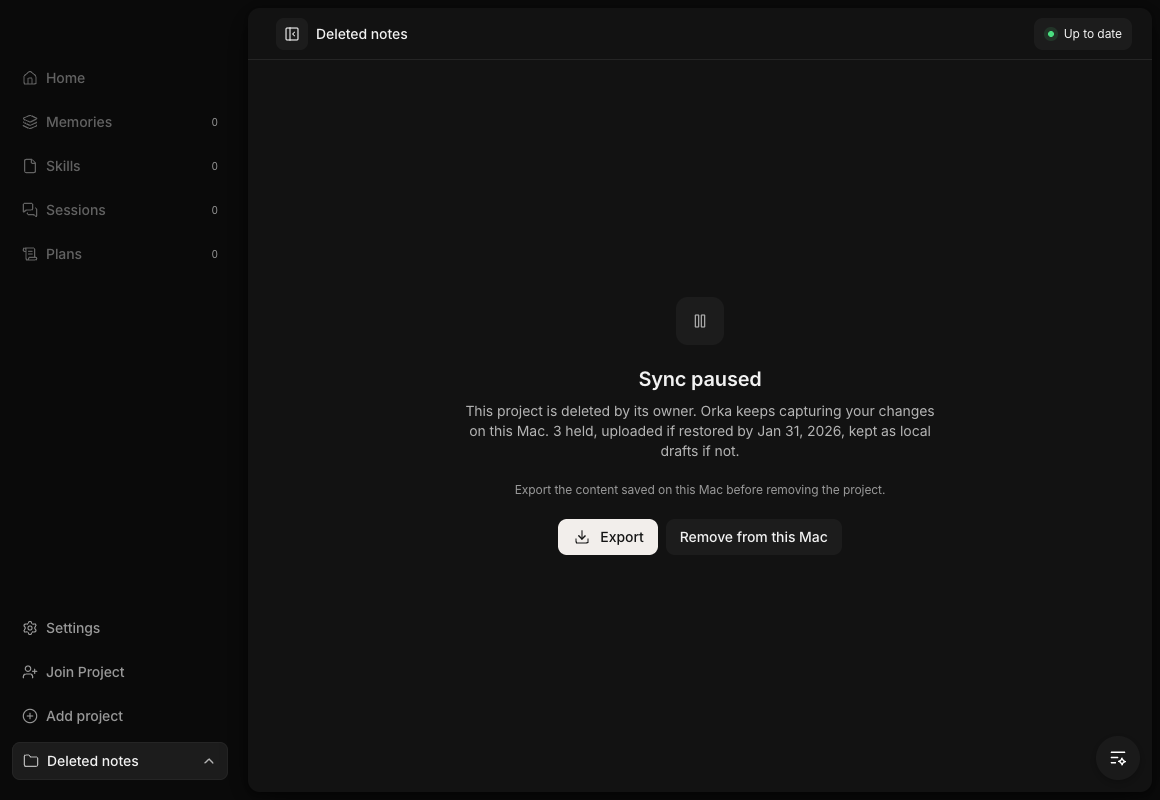 Deleted notes
Up to date
Home
Memories 0
Skills 0
Sessions 0
Plans 0
Sync paused
This project is deleted by its owner. Orka keeps capturing your changes
on this Mac. 3 held, uploaded if restored by Jan 31, 2026, kept as local
drafts if not.
Export the content saved on this Mac before removing the project.
Export
Remove from this Mac
Settings
Join Project
Add project
Deleted notes